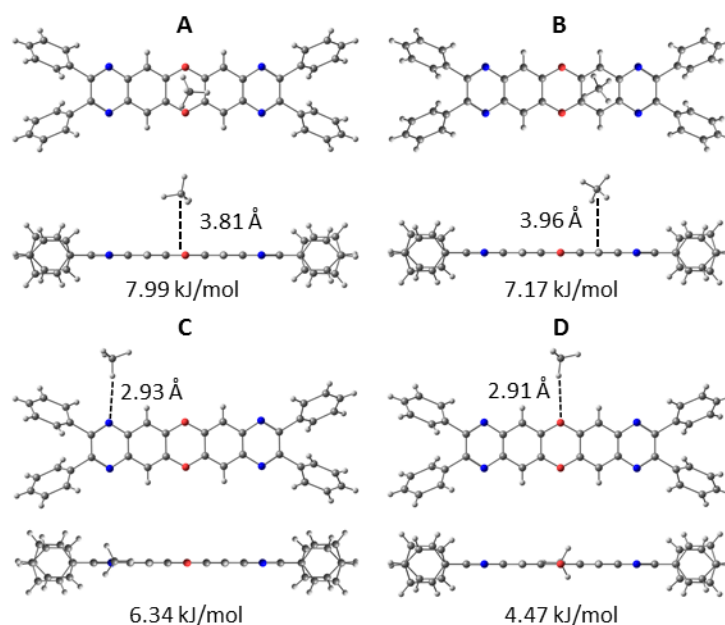 A
B
3.81 Å
3.96 Å
7.99 kJ/mol
7.17 kJ/mol
C
D
2.93 Å
2.91 Å
6.34 kJ/mol
4.47 kJ/mol